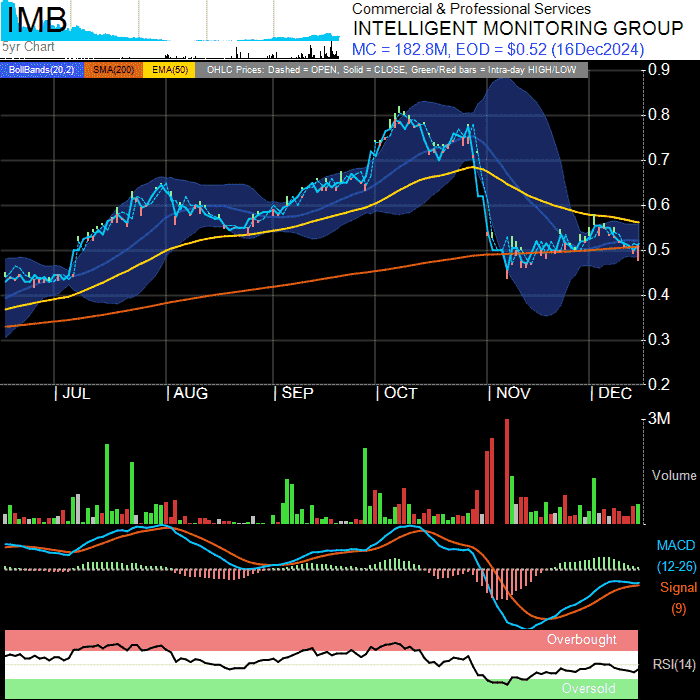 IMB
5yr Chart
Commercial & Professional Services
INTELLIGENT MONITORING GROUP
MC = 182.8M, EOD = $0.52 (16Dec2024)
BollBands(20,2) SMA(200) EMA(50) OHLC Prices: Dashed = OPEN, Solid = CLOSE, Green/Red bars = Intra-day HIGH/LOW
0.9
0.8
0.7
0.6
0.5
0.4
0.3
0.2
JUL AUG SEP OCT NOV DEC
3M
Volume
MACD
(12-26)
Signal
(9)
Overbought
RSI(14)
Oversold